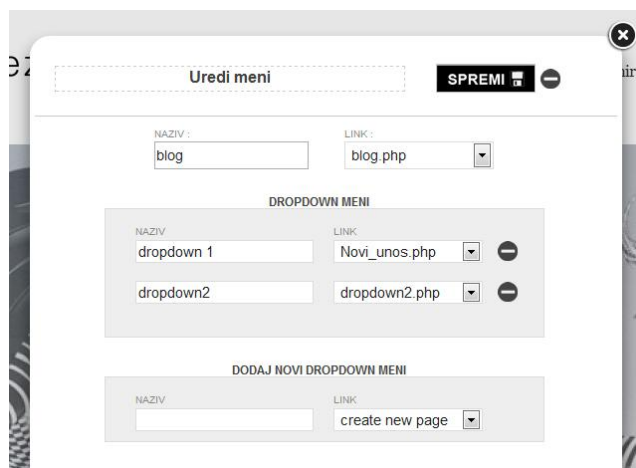 Uredi meni
SPREMI
NAZIV : LINK :
blog blog.php
DROPDOWN MENI
NAZIV LINK
dropdown 1 Novi_unos.php
dropdown2 dropdown2.php
DODAJ NOVI DROPDOWN MENI
NAZIV LINK
create new page